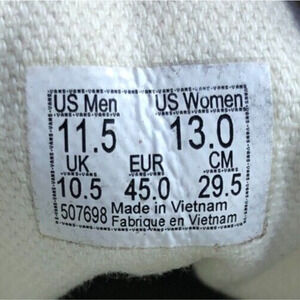 US Men US Women
11.5 13.0
UK EUR CM
10.5 45.0 29.5
507698 Made in Vietnam
Fabrique en Vietnam